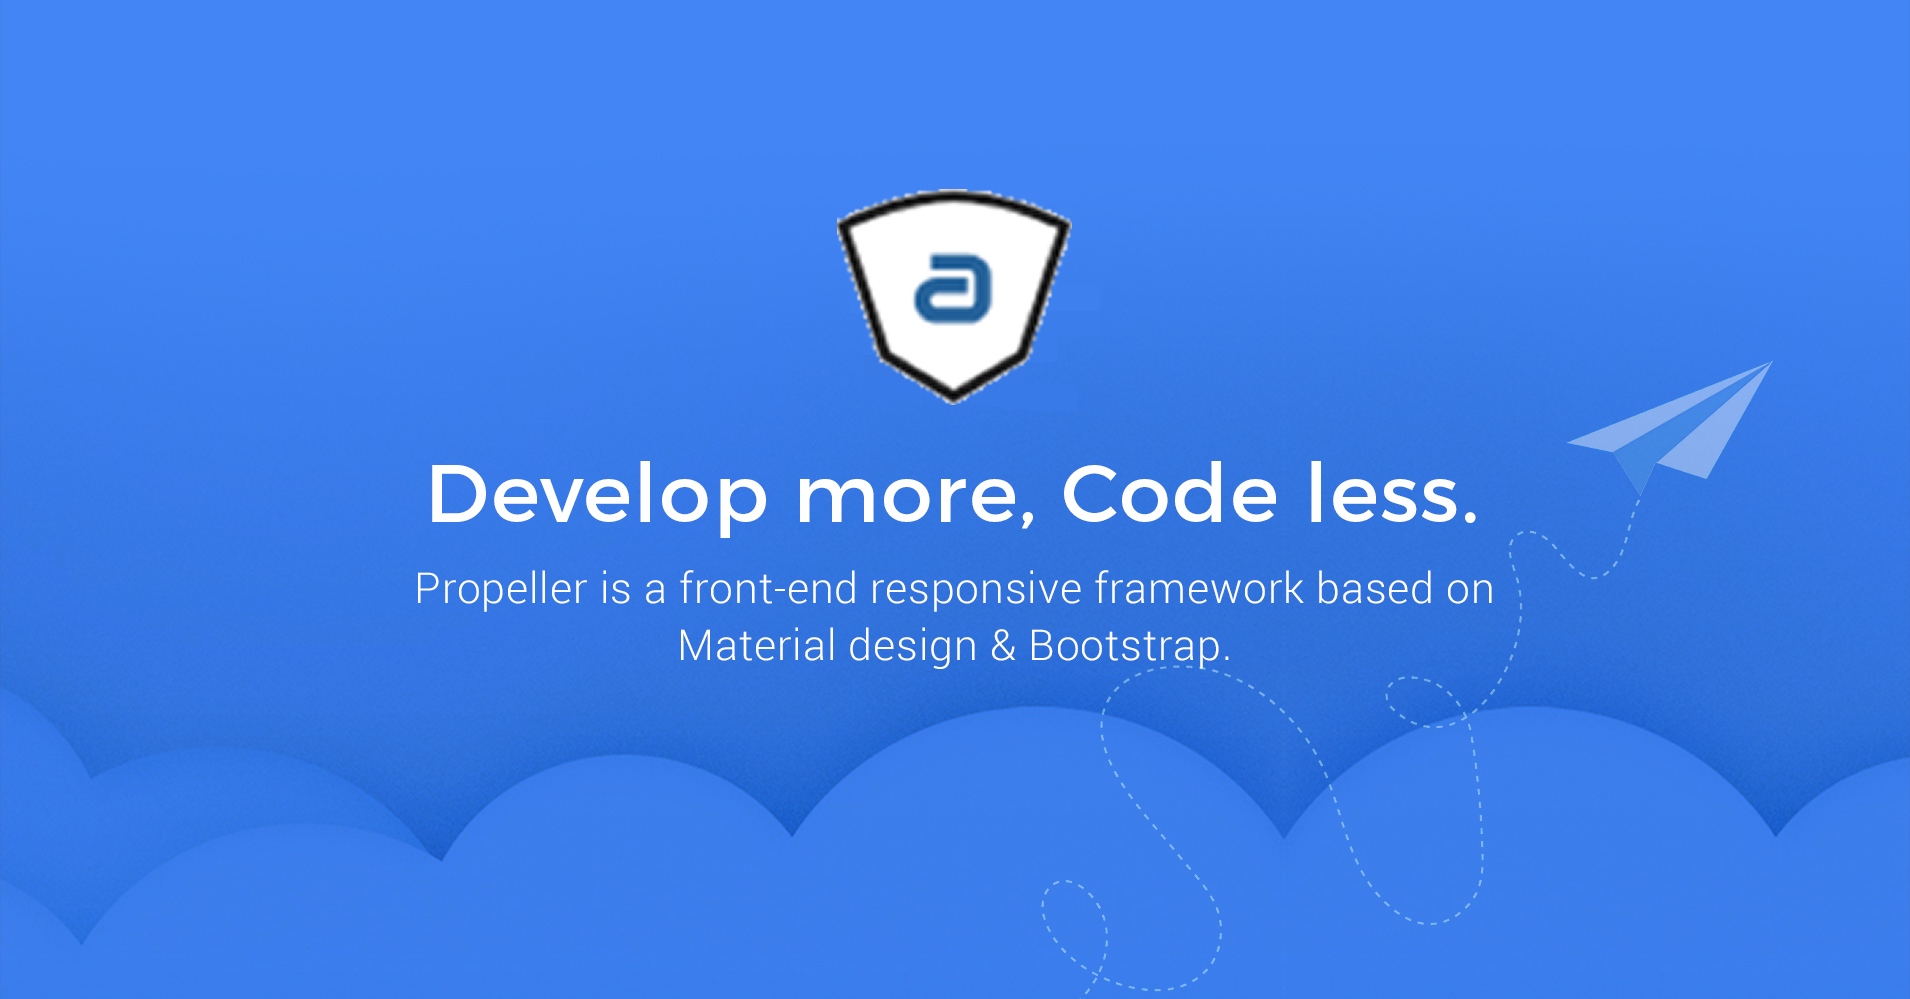 a
Develop more, Code less.
Propeller is a front-end responsive framework based on
Material design & Bootstrap.